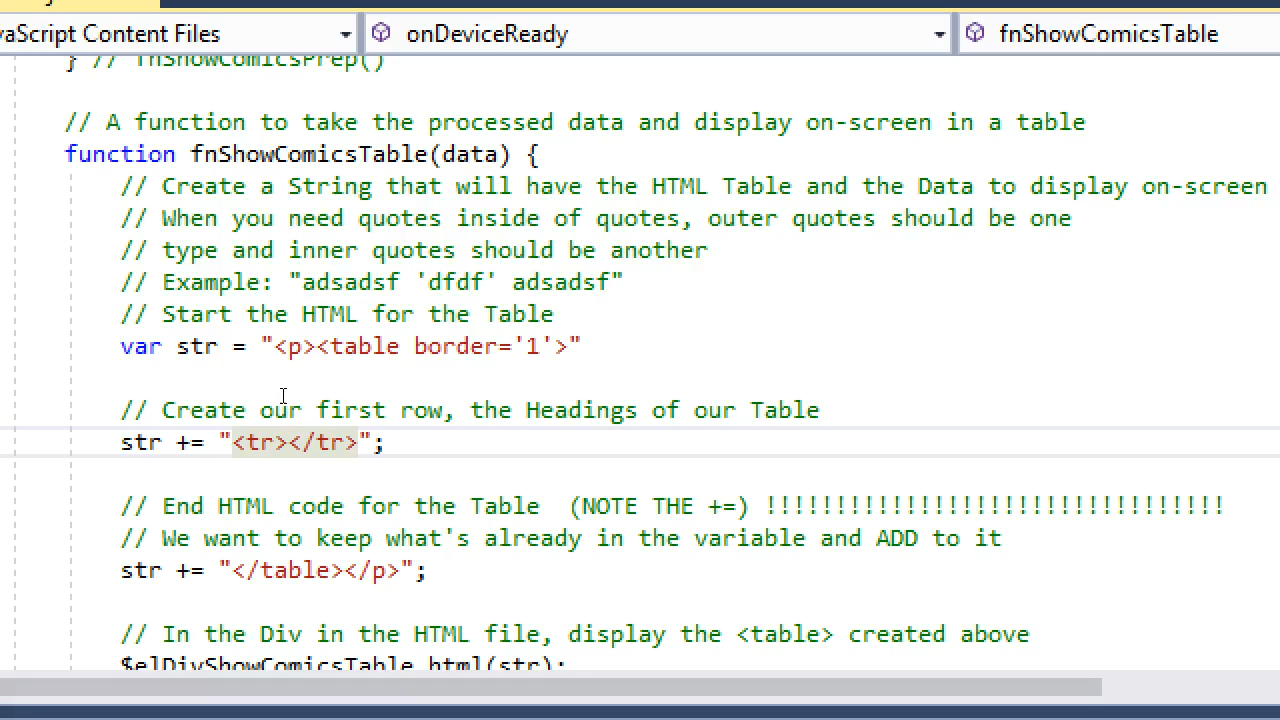 vaScript Content Files onDeviceReady fnShowComicsTable
} // fnShowComicsPrep()
// A function to take the processed data and display on-screen in a table
function fnShowComicsTable(data) {
// Create a String that will have the HTML Table and the Data to display on-screen
// When you need quotes inside of quotes, outer quotes should be one
// type and inner quotes should be another
// Example: "adsadsf 'dfdf' adsadsf"
// Start the HTML for the Table
var str = "<p><table border='1'>"
// Create our first row, the Headings of our Table
str += "<tr></tr>";
// End HTML code for the Table  (NOTE THE +=) !!!!!!!!!!!!!!!!!!!!!!!!!!!!!!!!!
// We want to keep what's already in the variable and ADD to it
str += "</table></p>";
// In the Div in the HTML file, display the <table> created above
$elDivShowComicsTable.html(str);